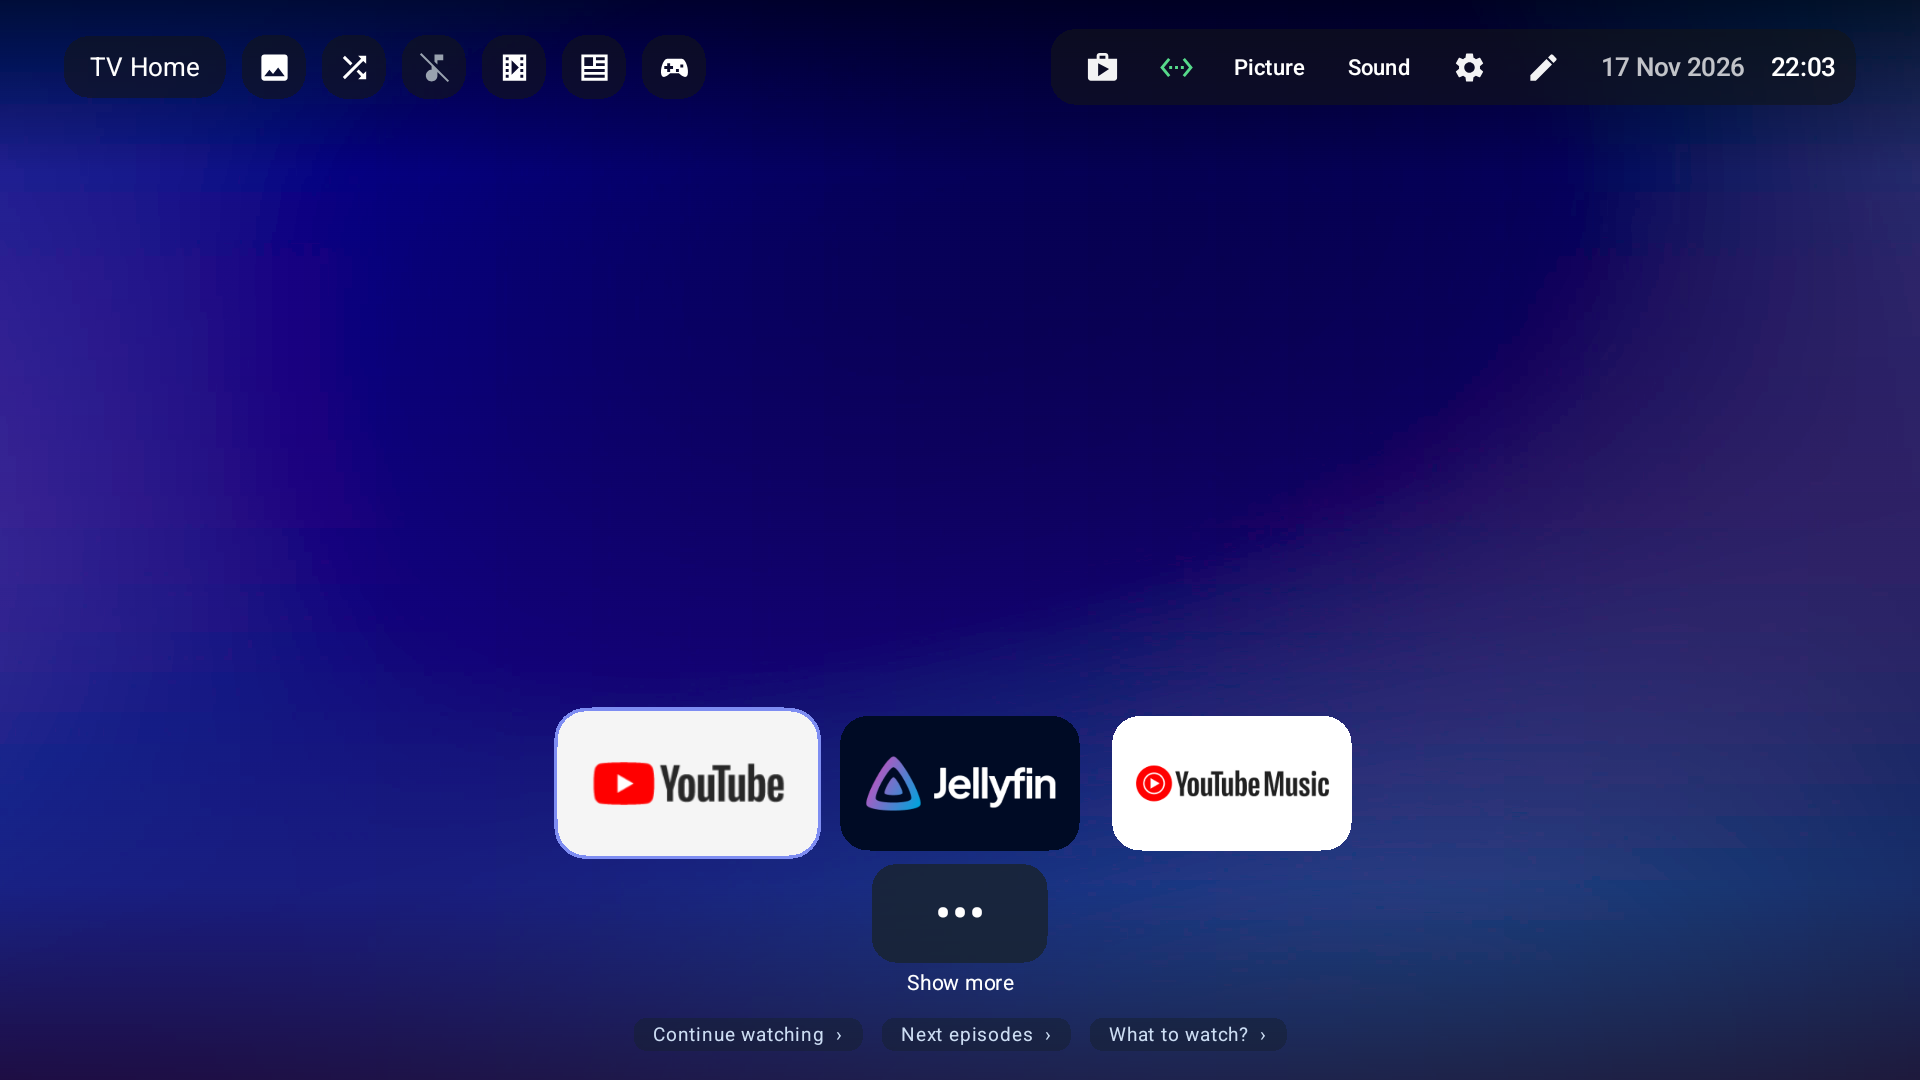 TV Home
Picture
Sound
17 Nov 2026
22:03
YouTube
Jellyfin
YouTube Music
Show more
Continue watching ›
Next episodes ›
What to watch? ›